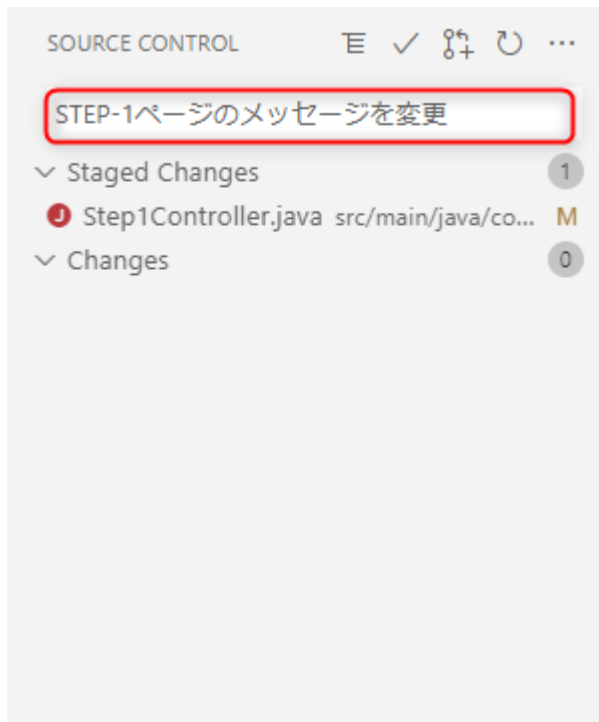 SOURCE CONTROL
STEP-1ページのメッセージを変更
Staged Changes 1
J Step1Controller.java src/main/java/co... M
Changes 0